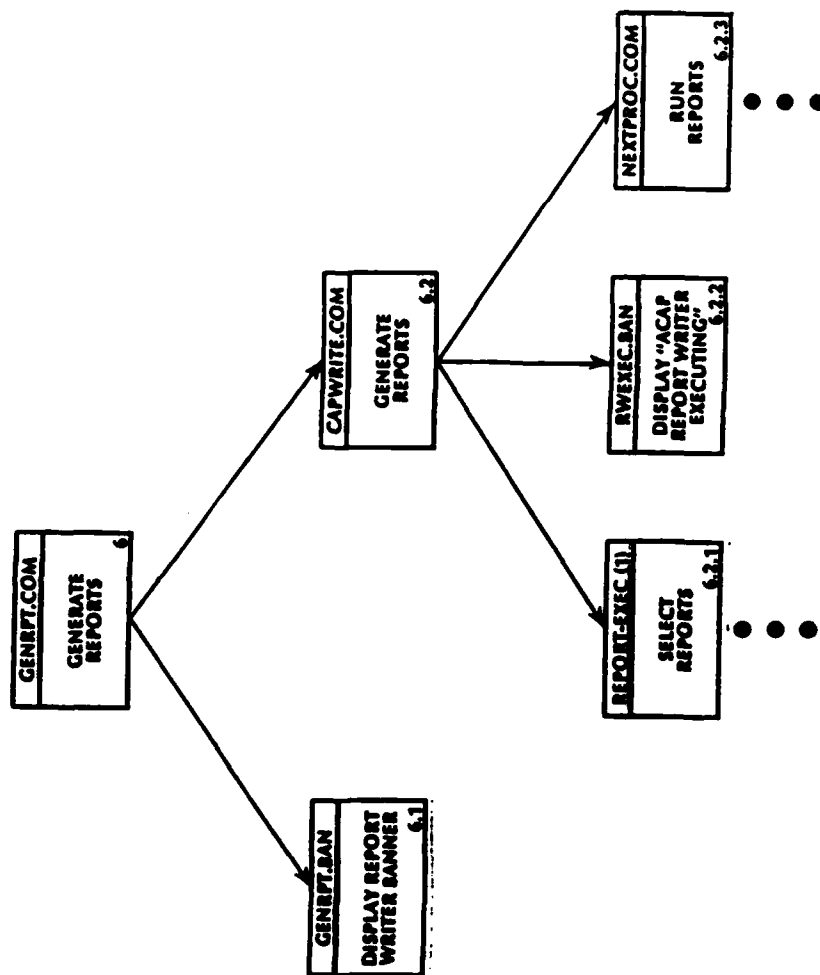 GENRPT.COM
GENERATE
REPORTS
6
GENRPT.BAN
DISPLAY REPORT
WRITER BANNER
6.1
CAPWRITE.COM
GENERATE
REPORTS
6.2
REPORT-EXEC (1)
SELECT
REPORTS
6.2.1
RWEXEC.BAN
DISPLAY "ACAP
REPORT WRITER
EXECUTING"
6.2.2
NEXTPROC.COM
RUN
REPORTS
6.2.3